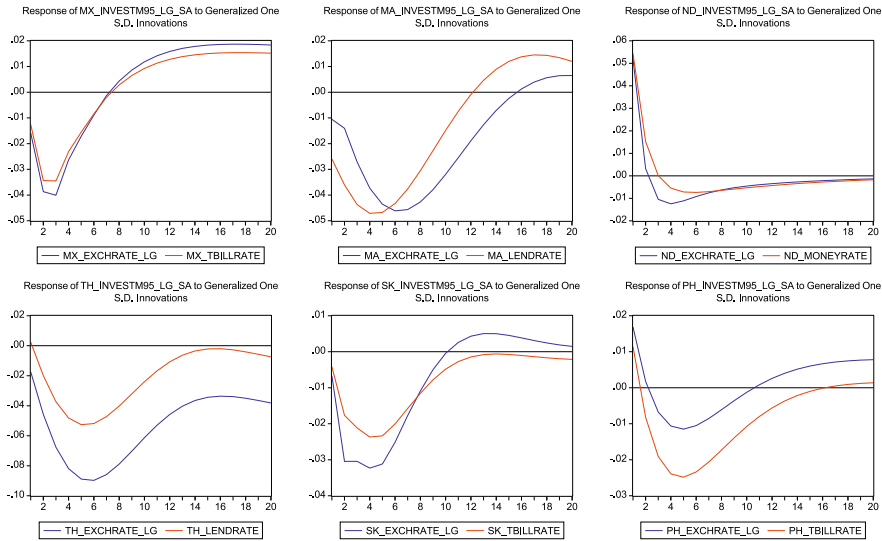 Response of MX_INVESTM95_LG_SA to Generalized One
S.D. Innovations
.02
.01
.00
-.01
-.02
-.03
-.04
-.05
2 4 6 8 10 12 14 16 18 20
MX_EXCHRATE_LG MX_TBILLRATE
Response of MA_INVESTM95_LG_SA to Generalized One
S.D. Innovations
.02
.01
.00
-.01
-.02
-.03
-.04
-.05
2 4 6 8 10 12 14 16 18 20
MA_EXCHRATE_LG MA_LENDRATE
Response of ND_INVESTM95_LG_SA to Generalized One
S.D. Innovations
.06
.05
.04
.03
.02
.01
.00
-.01
-.02
2 4 6 8 10 12 14 16 18 20
ND_EXCHRATE_LG ND_MONEYRATE
Response of TH_INVESTM95_LG_SA to Generalized One
S.D. Innovations
.02
.00
-.02
-.04
-.06
-.08
-.10
2 4 6 8 10 12 14 16 18 20
TH_EXCHRATE_LG TH_LENDRATE
Response of SK_INVESTM95_LG_SA to Generalized One
S.D. Innovations
.01
.00
-.01
-.02
-.03
-.04
2 4 6 8 10 12 14 16 18 20
SK_EXCHRATE_LG SK_TBILLRATE
Response of PH_INVESTM95_LG_SA to Generalized One
S.D. Innovations
.02
.01
.00
-.01
-.02
-.03
2 4 6 8 10 12 14 16 18 20
PH_EXCHRATE_LG PH_TBILLRATE